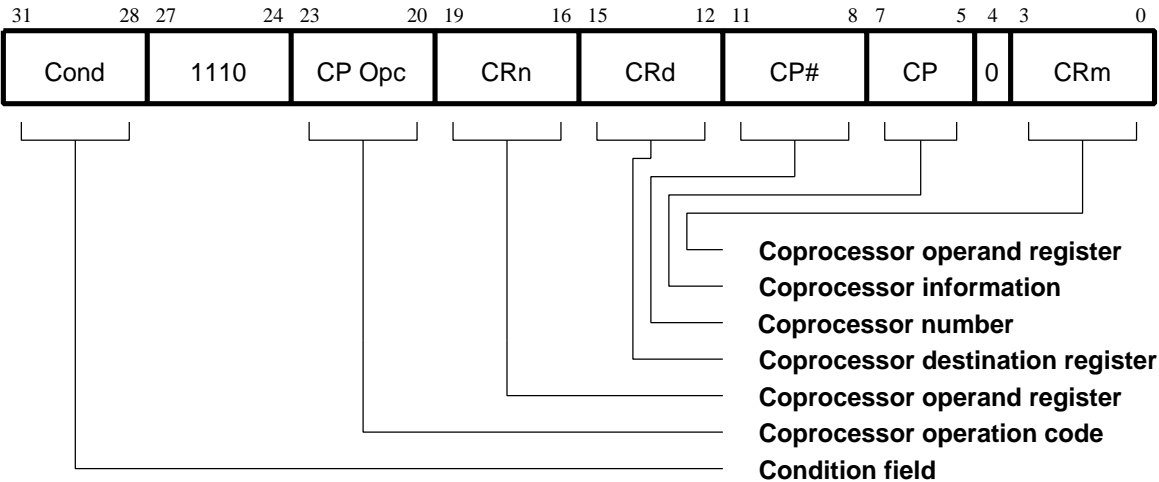 31 28 27 24 23 20 19 16 15 12 11 8 7 5 4 3 0
Cond 1110 CP Opc CRn CRd CP# CP 0 CRm
Coprocessor operand register
Coprocessor information
Coprocessor number
Coprocessor destination register
Coprocessor operand register
Coprocessor operation code
Condition field